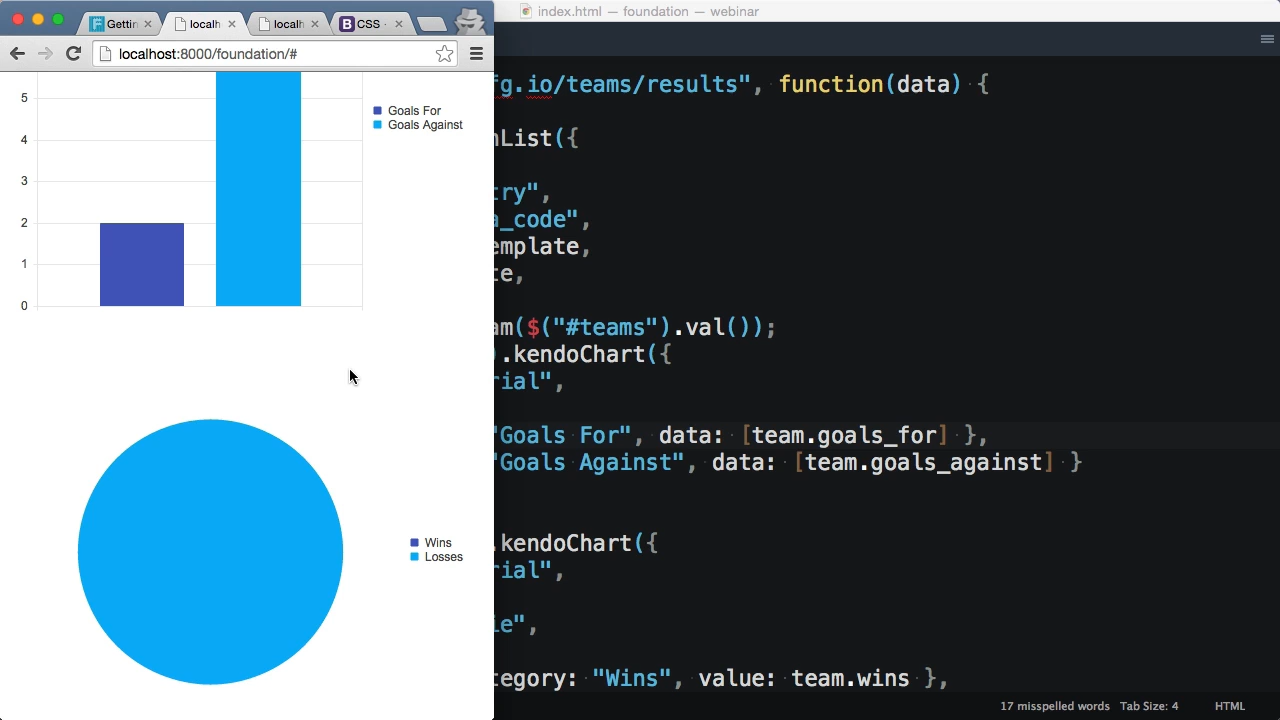 Gettin
localh
localh
CSS ·
localhost:8000/foundation/#
5
4
3
2
1
0
Goals For
Goals Against
Wins
Losses
index.html — foundation — webinar
fg.io/teams/results", function(data) {
List({
try",
a_code",
emplate,
te,
am($("#teams").val());
.kendoChart({
rial",
"Goals For", data: [team.goals_for] },
"Goals Against", data: [team.goals_against] }
.kendoChart({
rial",
ie",
tegory: "Wins", value: team.wins },
17 misspelled words Tab Size: 4 HTML